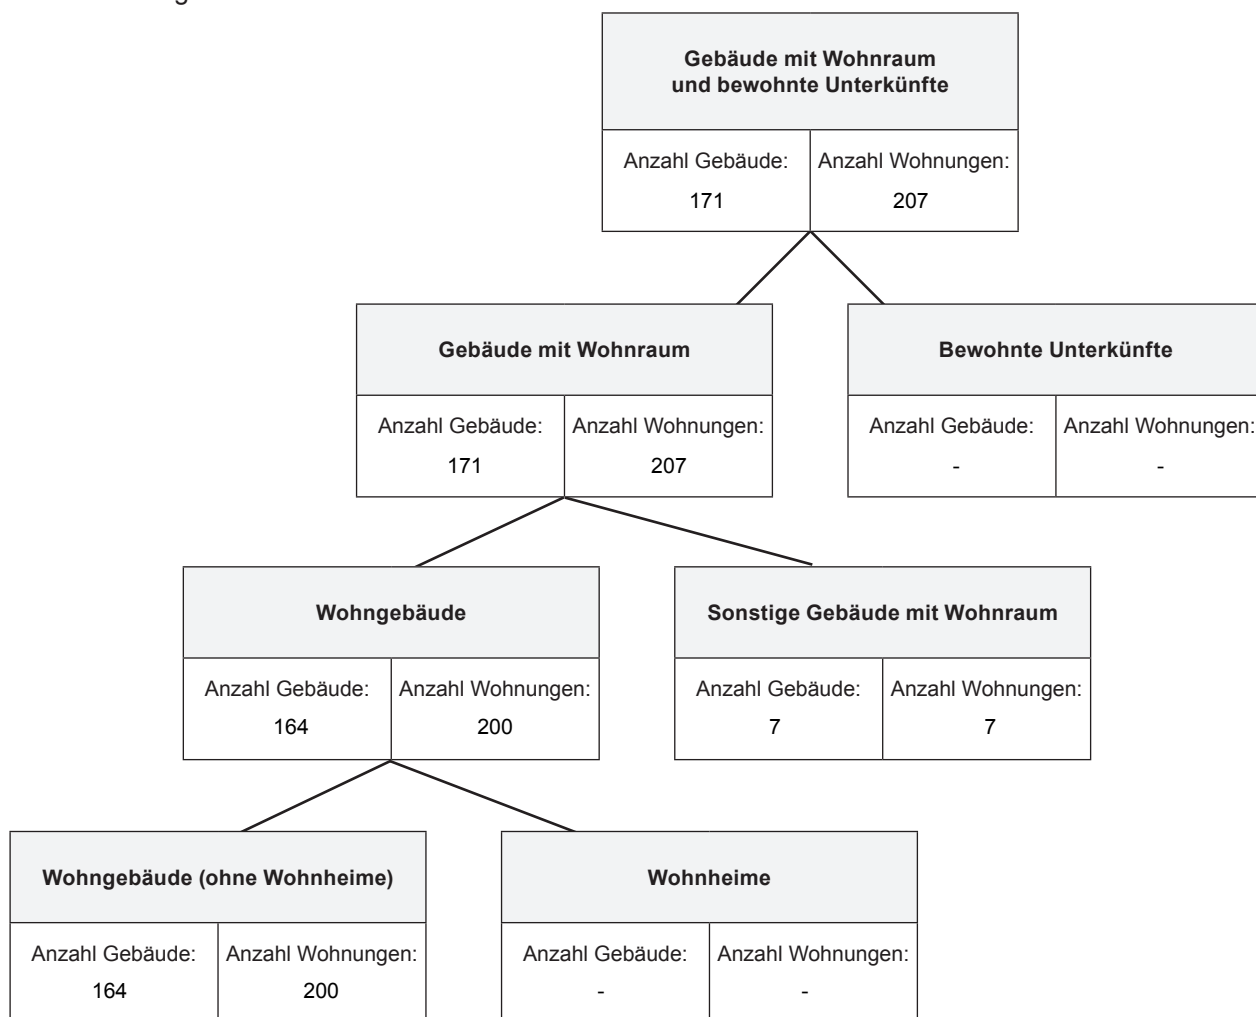 Gebäude mit Wohnraum
und bewohnte Unterkünfte
Anzahl Gebäude: Anzahl Wohnungen:
171 207
Gebäude mit Wohnraum
Anzahl Gebäude: Anzahl Wohnungen:
171 207
Bewohnte Unterkünfte
Anzahl Gebäude: Anzahl Wohnungen:
- -
Wohngebäude
Anzahl Gebäude: Anzahl Wohnungen:
164 200
Sonstige Gebäude mit Wohnraum
Anzahl Gebäude: Anzahl Wohnungen:
7 7
Wohngebäude (ohne Wohnheime)
Anzahl Gebäude: Anzahl Wohnungen:
164 200
Wohnheime
Anzahl Gebäude: Anzahl Wohnungen:
- -